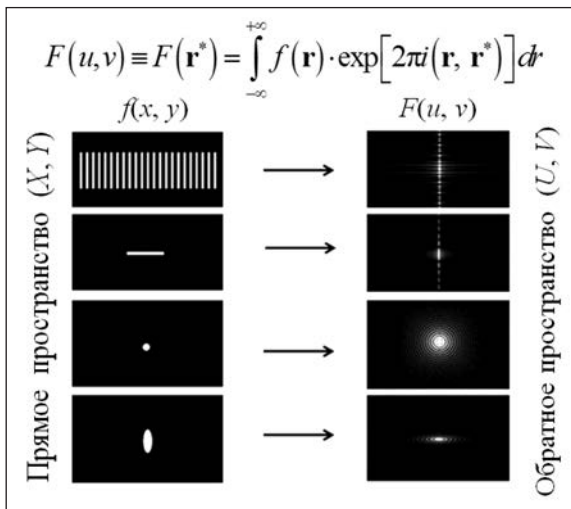 F(u,v) ≡ F(r*) = ∫_{-∞}^{+∞} f(r)·exp[2πi(r, r*)]dr
f(x, y) F(u, v)
Прямое пространство (X, Y)
Обратное пространство (U, V)